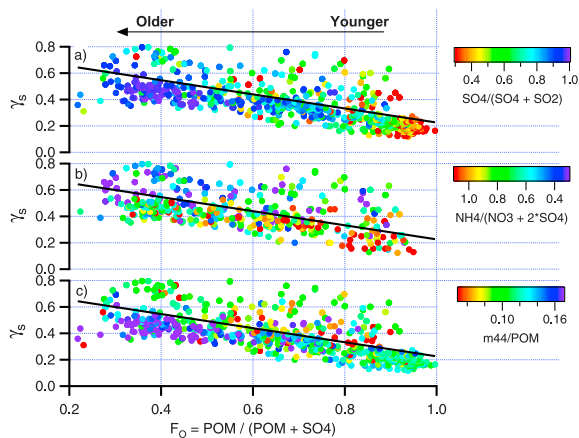 Older
Younger
a)
0.8
0.6
0.4
0.2
0.0
γs
0.4 0.6 0.8 1.0
SO4/(SO4 + SO2)
b)
0.8
0.6
0.4
0.2
0.0
γs
1.0 0.8 0.6 0.4
NH4/(NO3 + 2*SO4)
c)
0.8
0.6
0.4
0.2
0.0
γs
0.10 0.16
m44/POM
0.2 0.4 0.6 0.8 1.0
FO = POM / (POM + SO4)